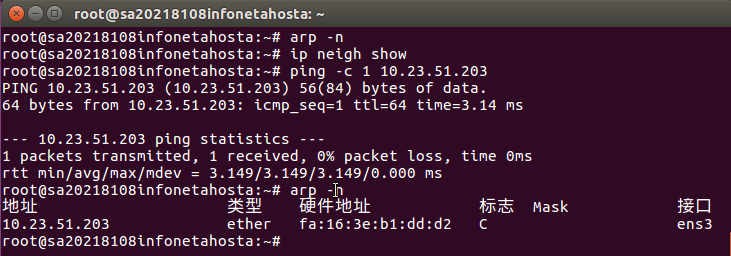 root@sa20218108infonetahosta: ~
root@sa20218108infonetahosta:~# arp -n
root@sa20218108infonetahosta:~# ip neigh show
root@sa20218108infonetahosta:~# ping -c 1 10.23.51.203
PING 10.23.51.203 (10.23.51.203) 56(84) bytes of data.
64 bytes from 10.23.51.203: icmp_seq=1 ttl=64 time=3.14 ms
--- 10.23.51.203 ping statistics ---
1 packets transmitted, 1 received, 0% packet loss, time 0ms
rtt min/avg/max/mdev = 3.149/3.149/3.149/0.000 ms
root@sa20218108infonetahosta:~# arp -n
地址 类型 硬件地址 标志 Mask 接口
10.23.51.203 ether fa:16:3e:b1:dd:d2 C ens3
root@sa20218108infonetahosta:~#